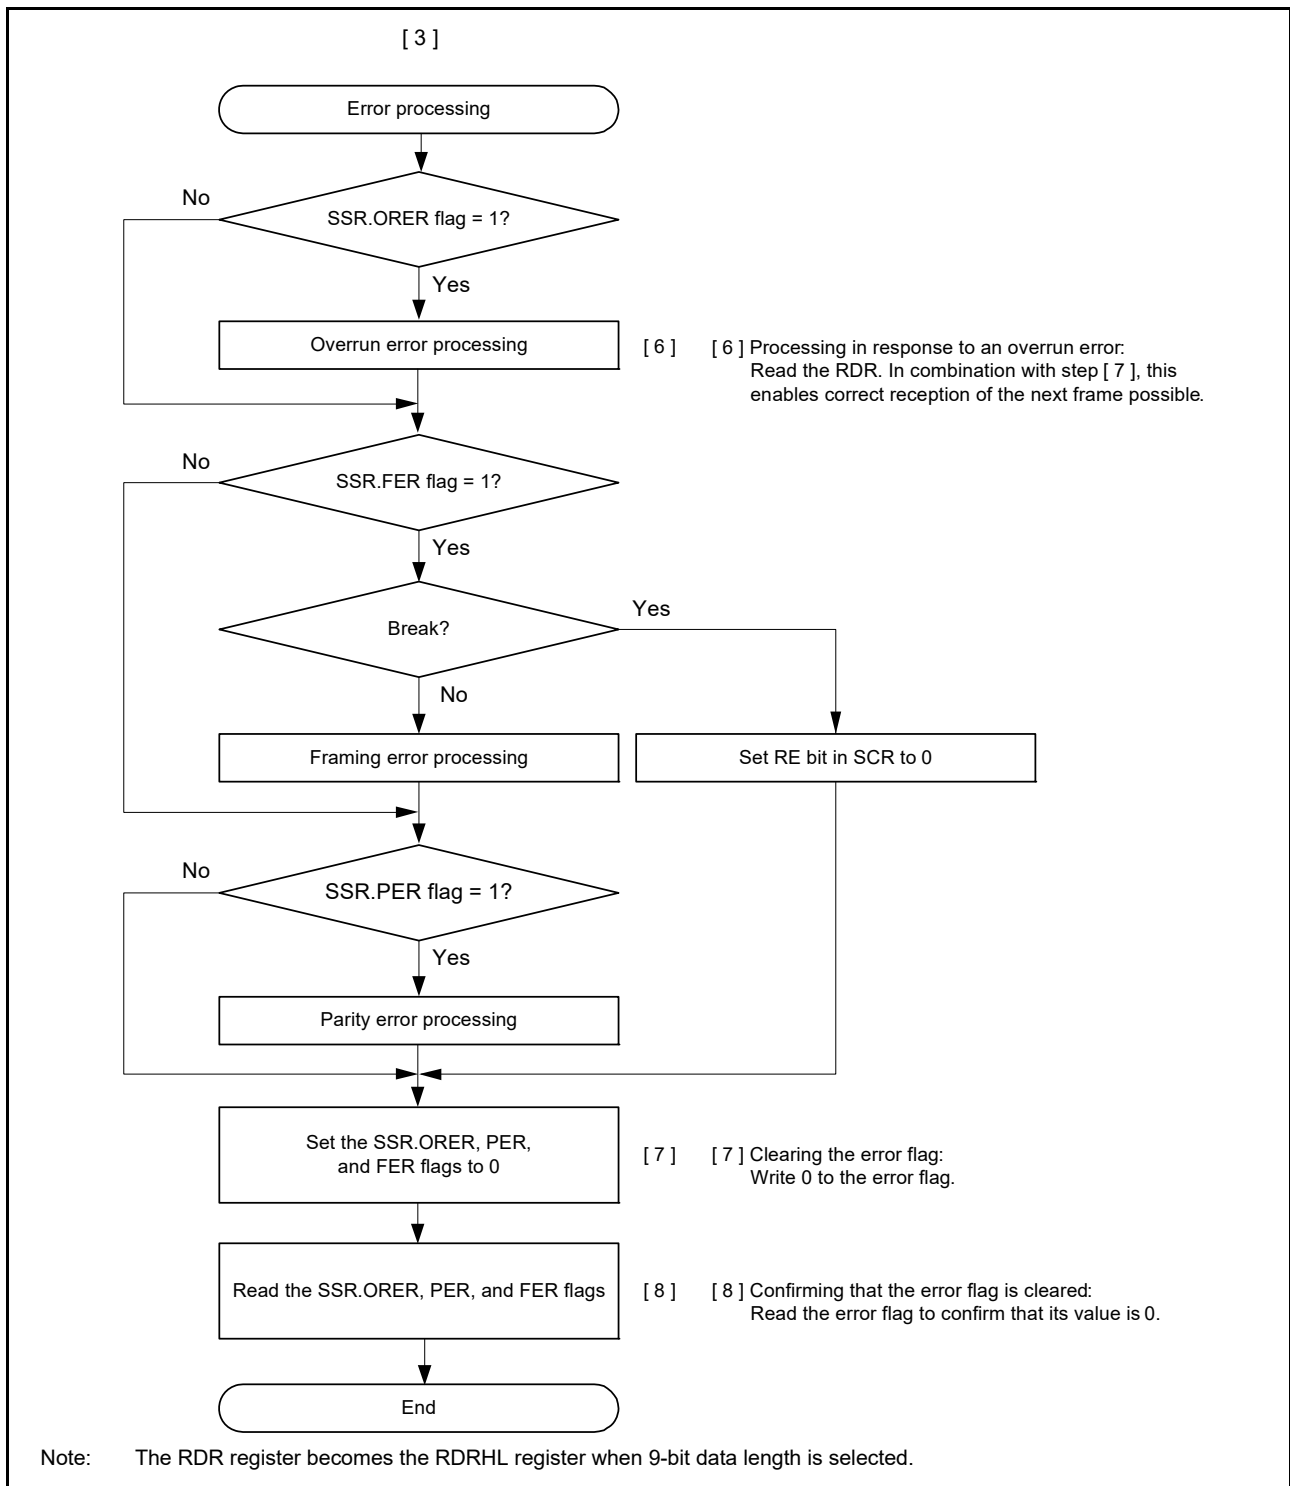 [ 3 ]
Error processing
No
SSR.ORER flag = 1?
Yes
Overrun error processing
[ 6 ]
[ 6 ] Processing in response to an overrun error:
Read the RDR. In combination with step [ 7 ], this
enables correct reception of the next frame possible.
No
SSR.FER flag = 1?
Yes
Break?
Yes
No
Framing error processing
Set RE bit in SCR to 0
No
SSR.PER flag = 1?
Yes
Parity error processing
Set the SSR.ORER, PER,
and FER flags to 0
[ 7 ]
[ 7 ] Clearing the error flag:
Write 0 to the error flag.
Read the SSR.ORER, PER, and FER flags
[ 8 ]
[ 8 ] Confirming that the error flag is cleared:
Read the error flag to confirm that its value is 0.
End
Note: The RDR register becomes the RDRHL register when 9-bit data length is selected.